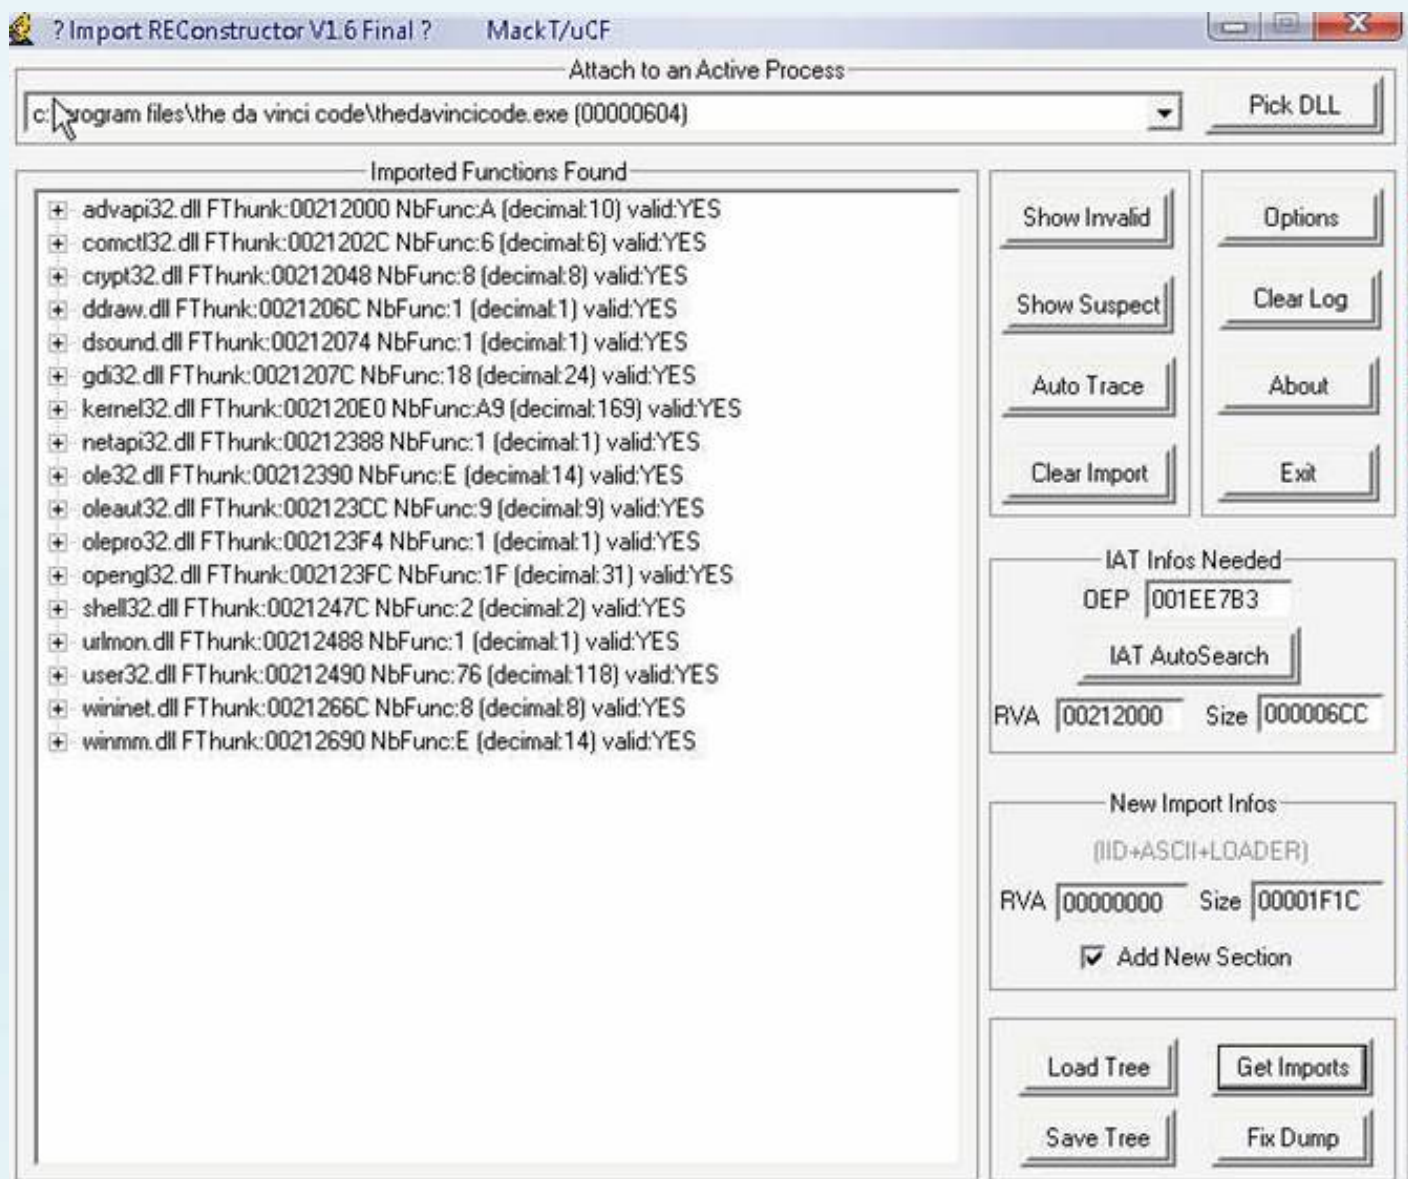 ? Import REConstructor V1.6 Final ? MackT/uCF
Attach to an Active Process
c:\program files\the da vinci code\thedavincicode.exe (00000604)
Pick DLL
Imported Functions Found
advapi32.dll FThunk:00212000 NbFunc:A (decimal:10) valid:YES
comctl32.dll FThunk:0021202C NbFunc:6 (decimal:6) valid:YES
crypt32.dll FThunk:00212048 NbFunc:8 (decimal:8) valid:YES
ddraw.dll FThunk:0021206C NbFunc:1 (decimal:1) valid:YES
dsound.dll FThunk:00212074 NbFunc:1 (decimal:1) valid:YES
gdi32.dll FThunk:0021207C NbFunc:18 (decimal:24) valid:YES
kernel32.dll FThunk:002120E0 NbFunc:A9 (decimal:169) valid:YES
netapi32.dll FThunk:00212388 NbFunc:1 (decimal:1) valid:YES
ole32.dll FThunk:00212390 NbFunc:E (decimal:14) valid:YES
oleaut32.dll FThunk:002123CC NbFunc:9 (decimal:9) valid:YES
olepro32.dll FThunk:002123F4 NbFunc:1 (decimal:1) valid:YES
opengl32.dll FThunk:002123FC NbFunc:1F (decimal:31) valid:YES
shell32.dll FThunk:0021247C NbFunc:2 (decimal:2) valid:YES
urlmon.dll FThunk:00212488 NbFunc:1 (decimal:1) valid:YES
user32.dll FThunk:00212490 NbFunc:76 (decimal:118) valid:YES
wininet.dll FThunk:0021266C NbFunc:8 (decimal:8) valid:YES
winmm.dll FThunk:00212690 NbFunc:E (decimal:14) valid:YES
Show Invalid
Options
Show Suspect
Clear Log
Auto Trace
About
Clear Import
Exit
IAT Infos Needed
OEP 001EE7B3
IAT AutoSearch
RVA 00212000 Size 000006CC
New Import Infos
(IID+ASCII+LOADER)
RVA 00000000 Size 00001F1C
Add New Section
Load Tree
Get Imports
Save Tree
Fix Dump